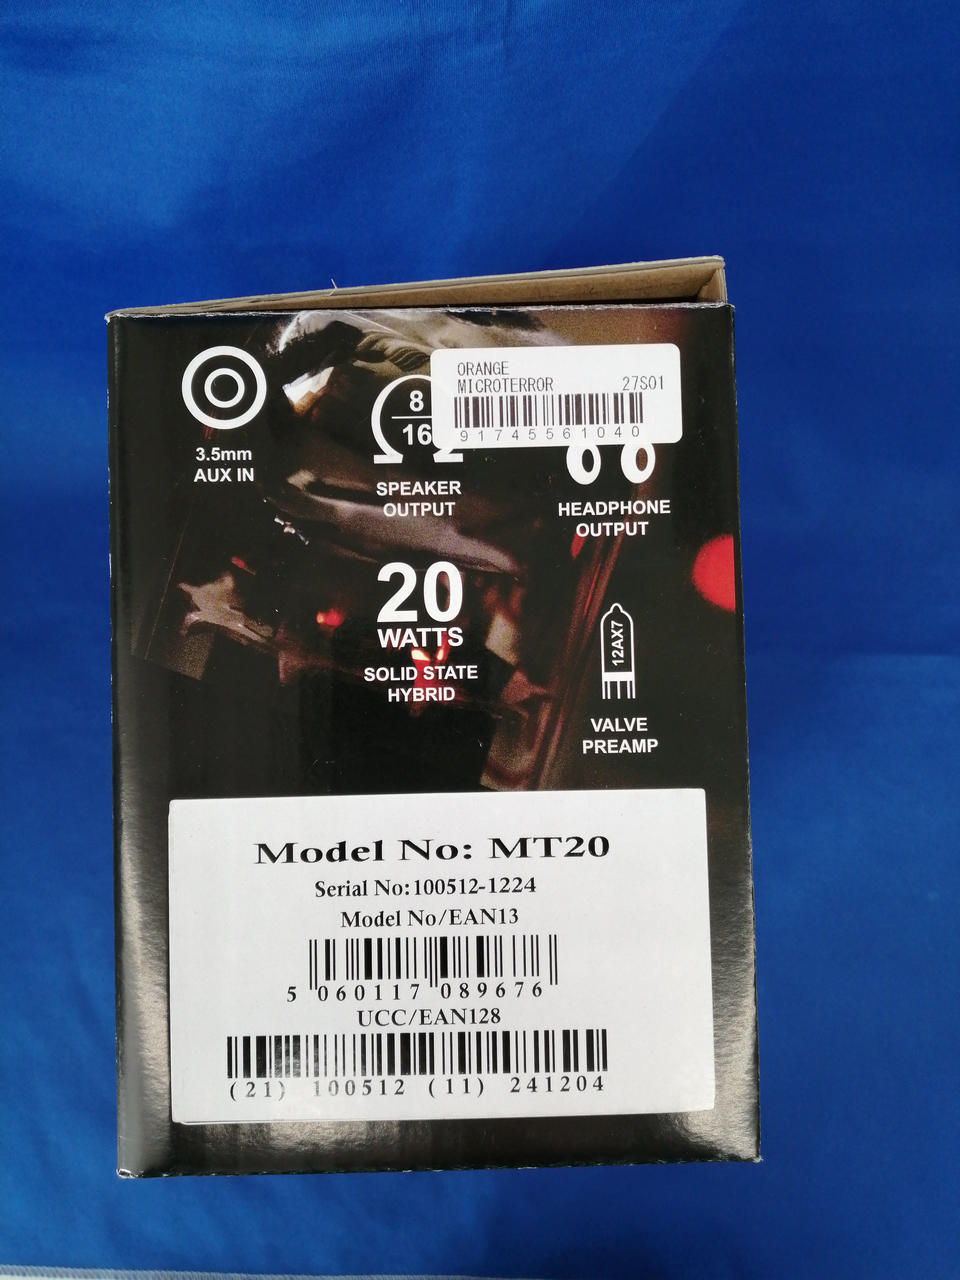 ORANGE
MICROTERROR 27S01
917455561040
8
16
3.5mm
AUX IN
SPEAKER
OUTPUT
HEADPHONE
OUTPUT
20
WATTS
SOLID STATE
HYBRID
12AX7
VALVE
PREAMP
Model No: MT20
Serial No:100512-1224
Model No/EAN13
5 060117 089676
UCC/EAN128
(21) 100512 (11) 241204